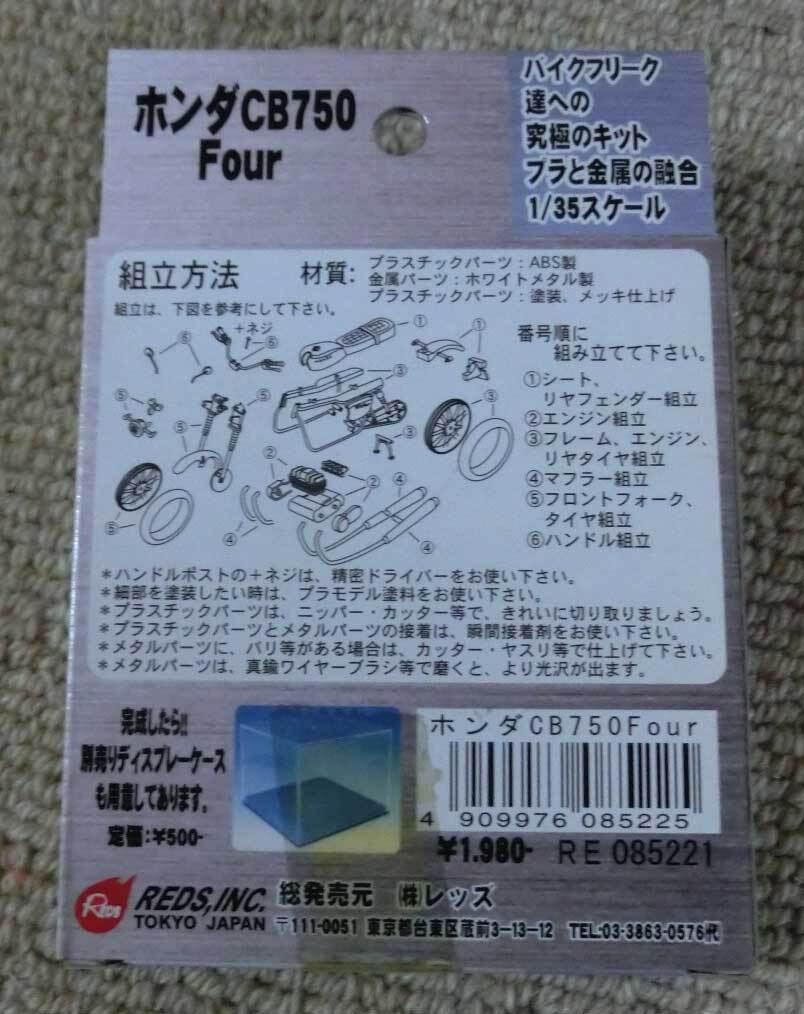 ホンダCB750
Four
バイクフリーク
達への
究極のキット
プラと金属の融合
1/35スケール
組立方法
組立は、下図を参考にして下さい。
材質:
プラスチックパーツ:ABS製
金属パーツ:ホワイトメタル製
プラスチックパーツ:塗装、メッキ仕上げ
+ネジ
⑥
⑥
①
①
③
③
③
⑤
⑤
⑤
⑤
⑤
②
②
④
④
④
番号順に
組み立てて下さい。
①シート、
リヤフェンダー組立
②エンジン組立
③フレーム、エンジン、
リヤタイヤ組立
④マフラー組立
⑤フロントフォーク、
タイヤ組立
⑥ハンドル組立
*ハンドルポストの+ネジは、精密ドライバーをお使い下さい。
*細部を塗装したい時は、プラモデル塗料をお使い下さい。
*プラスチックパーツは、ニッパー・カッター等で、きれいに切り取りましょう。
*プラスチックパーツとメタルパーツの接着は、瞬間接着剤をお使い下さい。
*メタルパーツに、バリ等がある場合は、カッター・ヤスリ等で仕上げて下さい。
*メタルパーツは、真鍮ワイヤーブラシ等で磨くと、より光沢が出ます。
完成したら!!
別売りディスプレーケース
も用意してあります。
定価:¥500-
ホンダCB750Four
4 909976 085225
¥1.980- RE 085221
REDS
REDS,INC.
TOKYO JAPAN
総発売元 ㈱レッズ
〒111-0051 東京都台東区蔵前3-13-12 TEL:03-3863-0576代